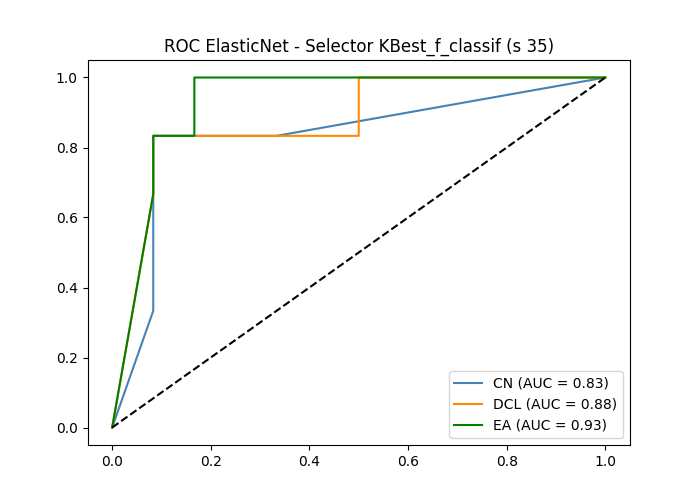 ROC ElasticNet - Selector KBest_f_classif (s 35)
1.0
0.8
0.6
0.4
0.2
0.0
0.0 0.2 0.4 0.6 0.8 1.0
CN (AUC = 0.83)
DCL (AUC = 0.88)
EA (AUC = 0.93)